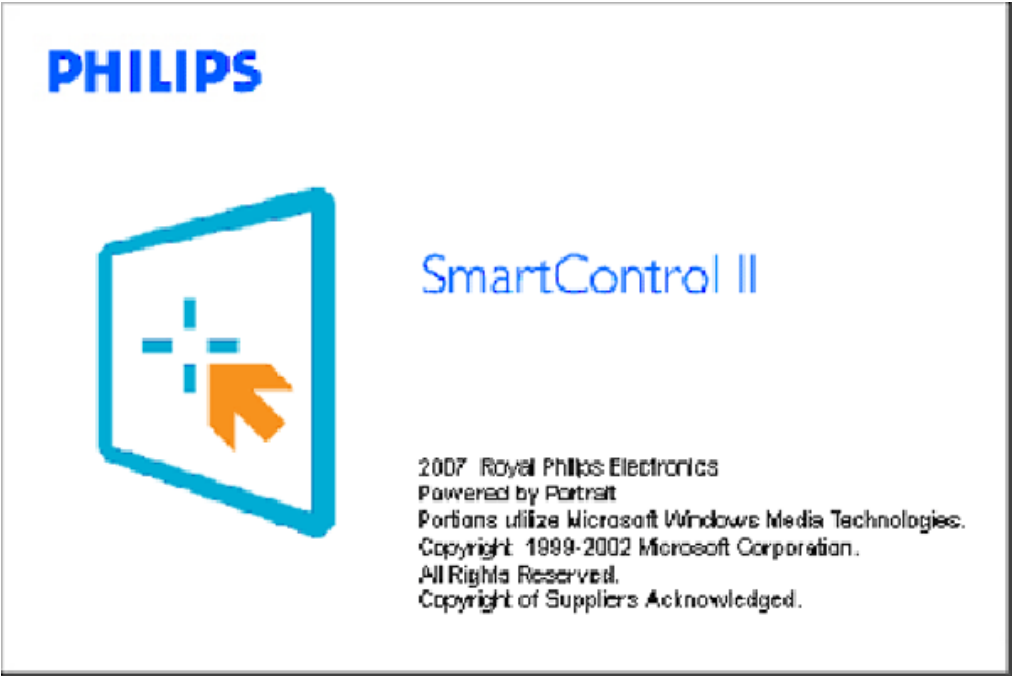 PHILIPS
SmartControl II
2007 Royal Philips Electronics
Powered by Portrait
Portions utilize Microsoft Windows Media Technologies.
Copyright 1999-2002 Microsoft Corporation.
All Rights Reserved.
Copyright of Suppliers Acknowledged.